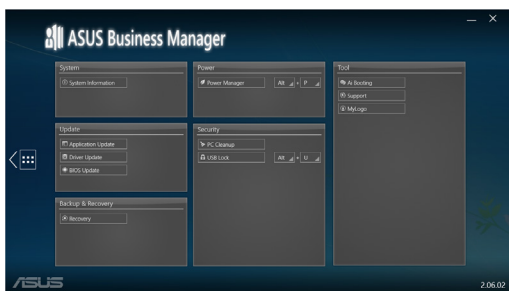 ASUS Business Manager
System
System Information
Power
Power Manager
Alt + P
Tool
Ai Booting
Support
MyLogo
Update
Application Update
Driver Update
BIOS Update
Security
PC Cleanup
USB Lock
Alt + U
Backup & Recovery
Recovery
ASUS
2.06.02